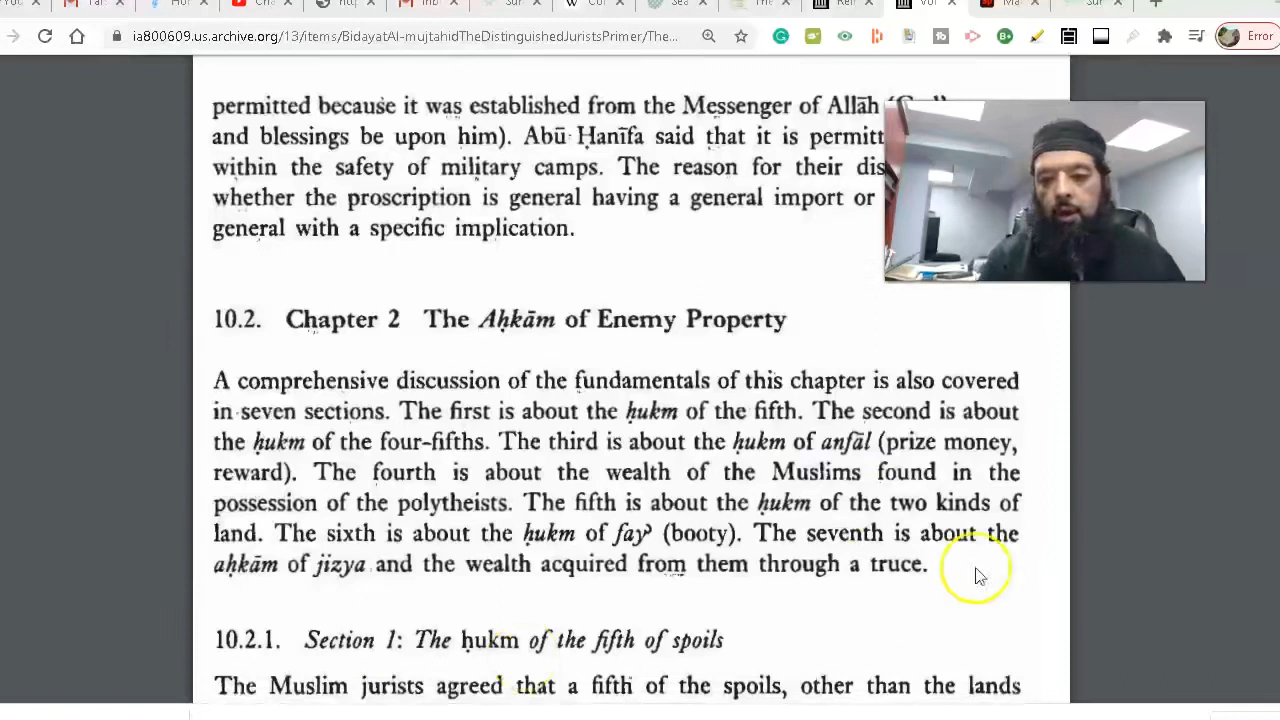 ia800609.us.archive.org/13/items/BidayatAl-mujtahidTheDistinguishedJuristsPrimer/The...
Error
permitted because it was established from the Messenger of Allāh
and blessings be upon him). Abū Ḥanīfa said that it is permitt
within the safety of military camps. The reason for their dis
whether the proscription is general having a general import or
general with a specific implication.
10.2. Chapter 2 The Aḥkām of Enemy Property
A comprehensive discussion of the fundamentals of this chapter is also covered
in seven sections. The first is about the ḥukm of the fifth. The second is about
the ḥukm of the four-fifths. The third is about the ḥukm of anfāl (prize money,
reward). The fourth is about the wealth of the Muslims found in the
possession of the polytheists. The fifth is about the ḥukm of the two kinds of
land. The sixth is about the ḥukm of fayʾ (booty). The seventh is about the
aḥkām of jizya and the wealth acquired from them through a truce.
10.2.1. Section 1: The ḥukm of the fifth of spoils
The Muslim jurists agreed that a fifth of the spoils, other than the lands